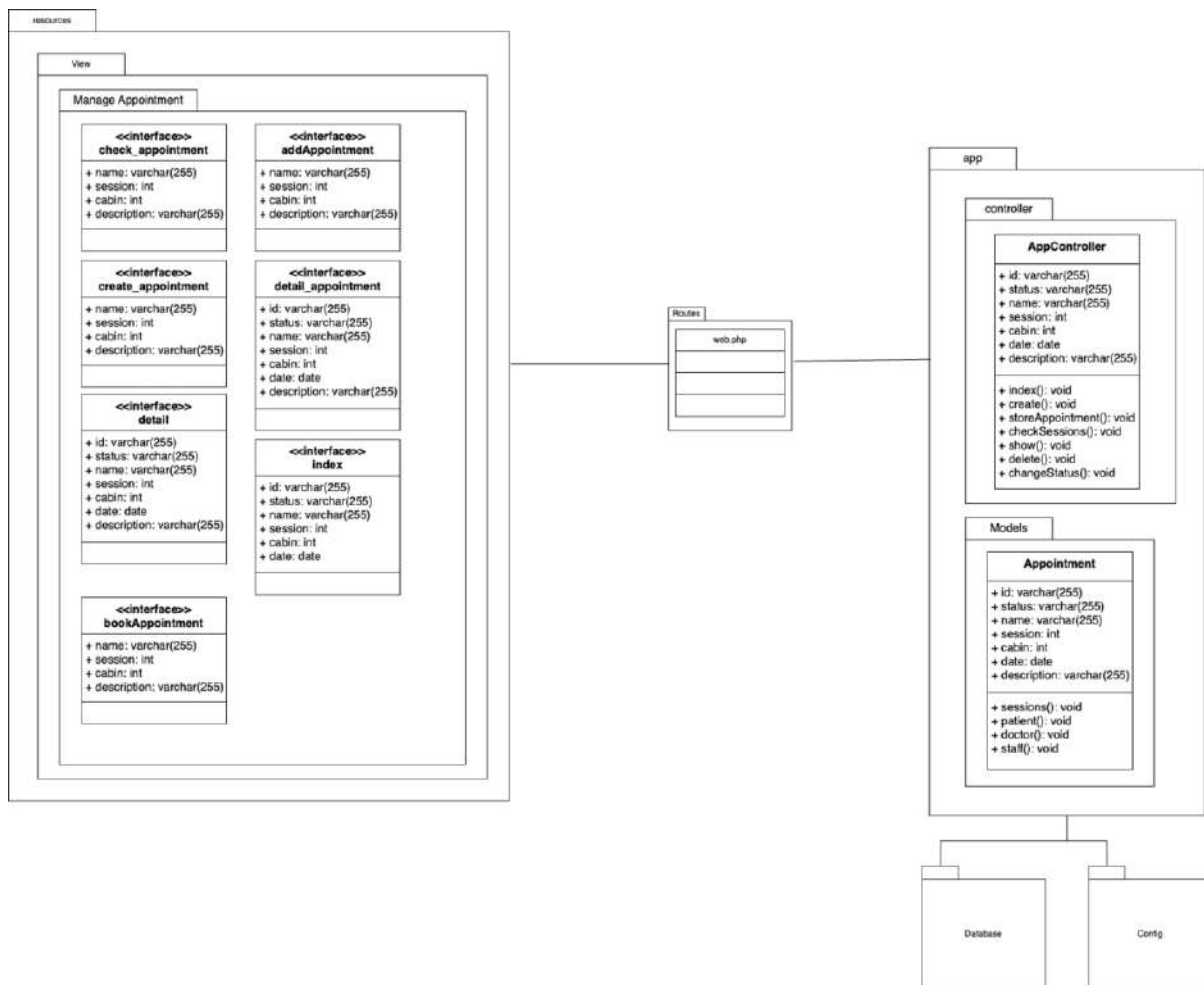 resources
View
Manage Appointment
<<interface>>
check_appointment
+ name: varchar(255)
+ session: int
+ cabin: int
+ description: varchar(255)
<<interface>>
addAppointment
+ name: varchar(255)
+ session: int
+ cabin: int
+ description: varchar(255)
<<interface>>
create_appointment
+ name: varchar(255)
+ session: int
+ cabin: int
+ description: varchar(255)
<<interface>>
detail_appointment
+ id: varchar(255)
+ status: varchar(255)
+ name: varchar(255)
+ session: int
+ cabin: int
+ date: date
+ description: varchar(255)
<<interface>>
detail
+ id: varchar(255)
+ status: varchar(255)
+ name: varchar(255)
+ session: int
+ cabin: int
+ date: date
+ description: varchar(255)
<<interface>>
index
+ id: varchar(255)
+ status: varchar(255)
+ name: varchar(255)
+ session: int
+ cabin: int
+ date: date
<<interface>>
bookAppointment
+ name: varchar(255)
+ session: int
+ cabin: int
+ description: varchar(255)
Routes
web.php
app
controller
AppController
+ id: varchar(255)
+ status: varchar(255)
+ name: varchar(255)
+ session: int
+ cabin: int
+ date: date
+ description: varchar(255)
+ index(): void
+ create(): void
+ storeAppointment(): void
+ checkSessions(): void
+ show(): void
+ delete(): void
+ changeStatus(): void
Models
Appointment
+ id: varchar(255)
+ status: varchar(255)
+ name: varchar(255)
+ session: int
+ cabin: int
+ date: date
+ description: varchar(255)
+ sessions(): void
+ patient(): void
+ doctor(): void
+ staff(): void
Database
Config